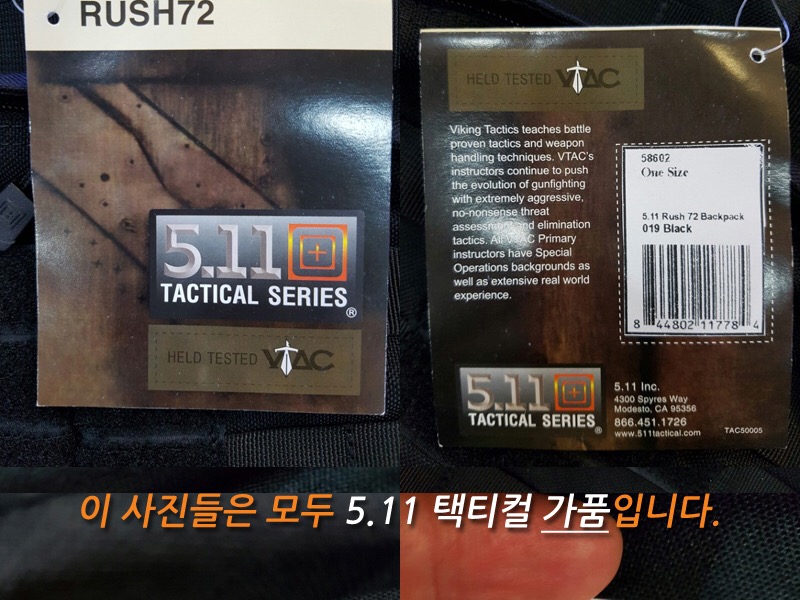 RUSH72
5.11
TACTICAL SERIES®
HELD TESTED VTAC
HELD TESTED VTAC
Viking Tactics teaches battle
proven tactics and weapon
handling techniques. VTAC's
instructors continue to push
the evolution of gunfighting
with extremely aggressive,
no-nonsense threat
assessment and elimination
tactics. All VTAC Primary
instructors have Special
Operations backgrounds as
well as extensive real world
experience.
58602
One Size
5.11 Rush 72 Backpack
019 Black
8 44802 11778 4
5.11
TACTICAL SERIES®
5.11 Inc.
4300 Spyres Way
Modesto, CA 95356
866.451.1726
www.511tactical.com
TAC50005
이 사진들은 모두 5.11 택티컬 가품입니다.